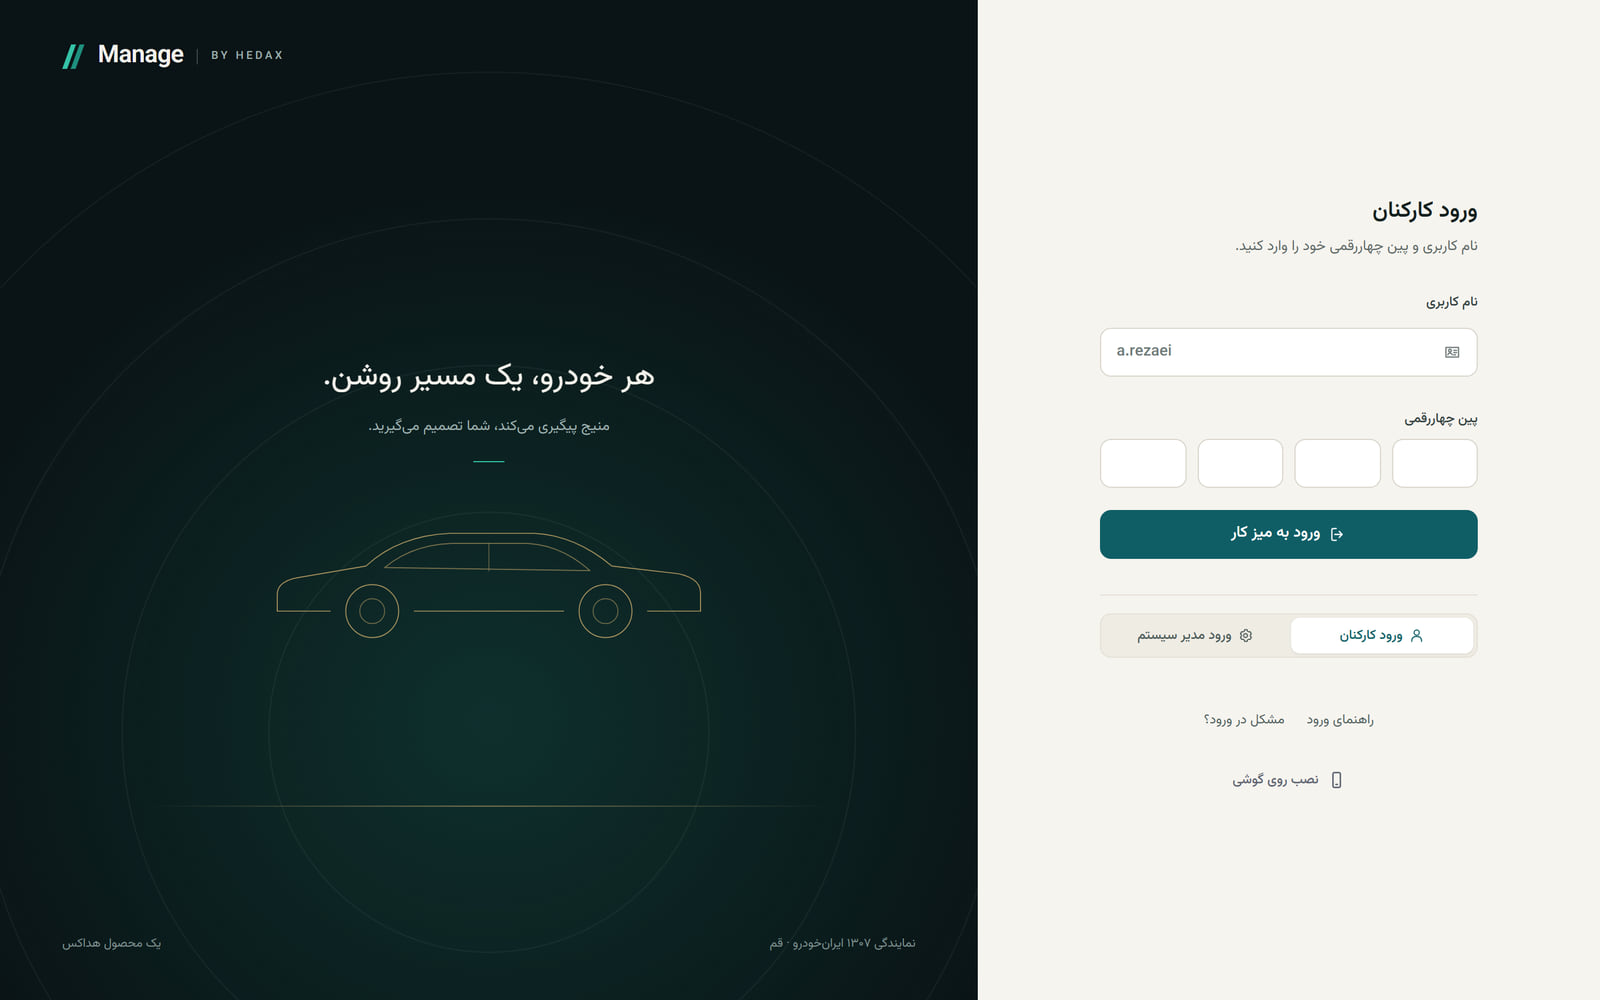 Manage | BY HEDAX
هر خودرو، یک مسیر روشن.
منیج پیگیری می‌کند، شما تصمیم می‌گیرید.
نمایندگی ۱۳۰۷ ایران‌خودرو · قم
یک محصول هداکس
ورود کارکنان
نام کاربری و پین چهاررقمی خود را وارد کنید.
نام کاربری
a.rezaei
پین چهاررقمی
ورود به میز کار
ورود کارکنان
ورود مدیر سیستم
راهنمای ورود
مشکل در ورود؟
نصب روی گوشی